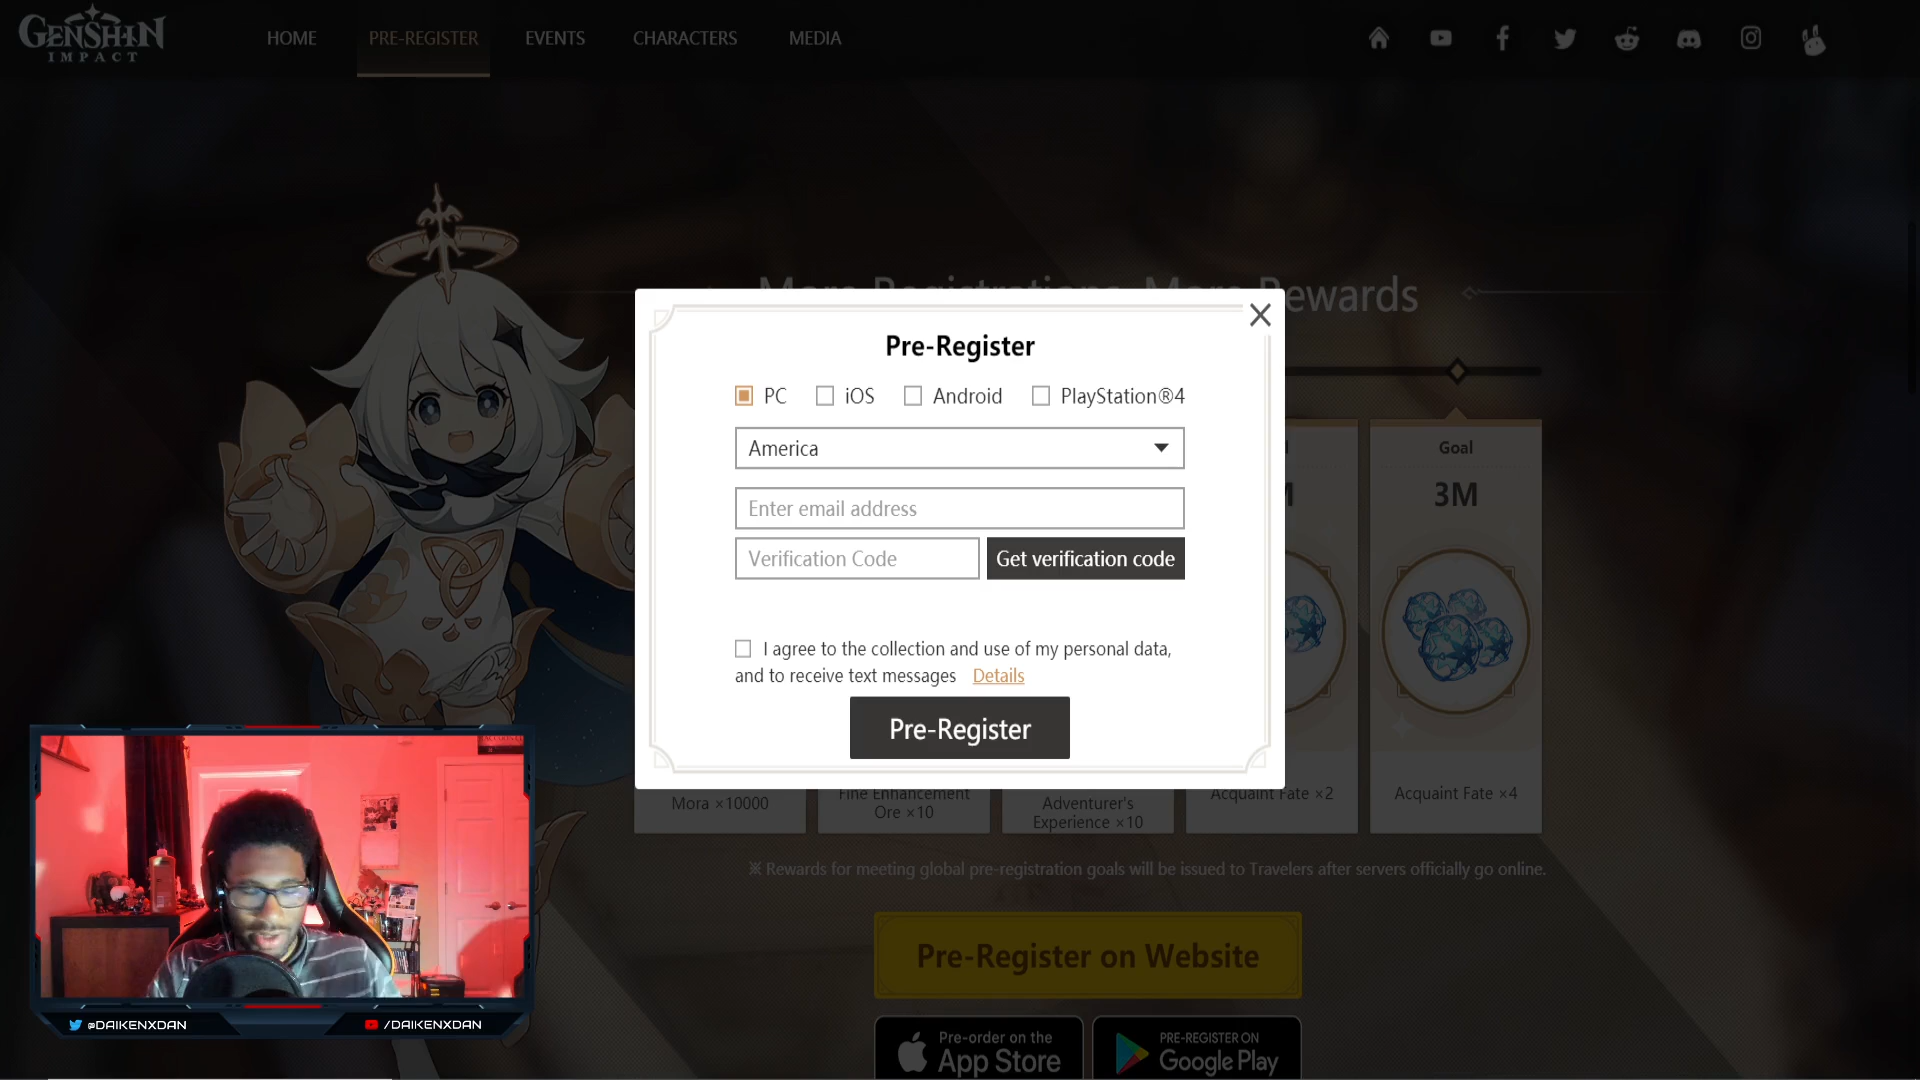 GENSHIN
IMPACT
HOME
PRE-REGISTER
EVENTS
CHARACTERS
MEDIA
More Registrations, More Rewards
Pre-Register
PC
iOS
Android
PlayStation®4
America
Enter email address
Verification Code
Get verification code
I agree to the collection and use of my personal data,
and to receive text messages Details
Pre-Register
Goal
3M
Mora ×10000
Fine Enhancement
Ore ×10
Adventurer's
Experience ×10
Acquaint Fate ×2
Acquaint Fate ×4
※ Rewards for meeting global pre-registration goals will be issued to Travelers after servers officially go online.
Pre-Register on Website
Pre-order on the
App Store
PRE-REGISTER ON
Google Play
@DAIKENXDAN
/DAIKENXDAN